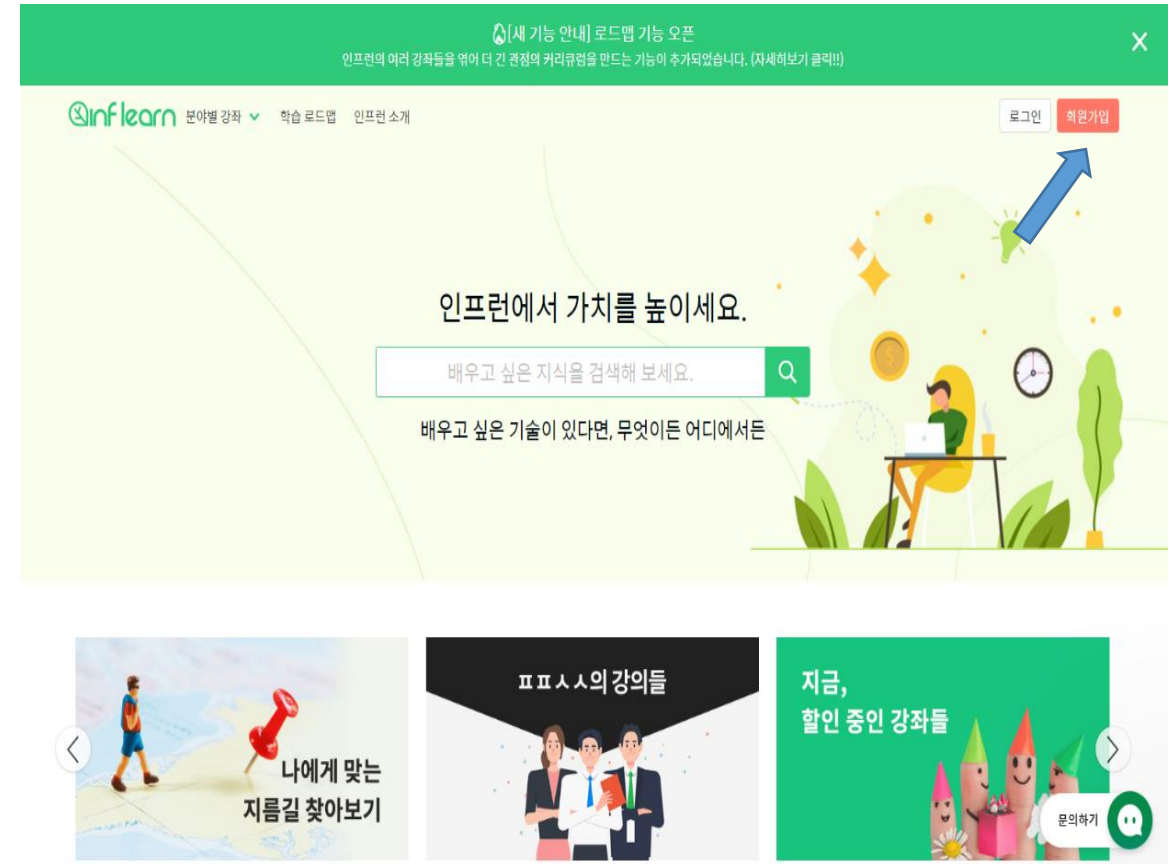 [새 기능 안내] 로드맵 기능 오픈
인프런의 여러 강좌들을 엮어 더 긴 관점의 커리큐럼을 만드는 기능이 추가되었습니다. (자세히보기 클릭!!)
inflearn 분야별 강좌 학습 로드맵 인프런 소개 로그인 회원가입
인프런에서 가치를 높이세요.
배우고 싶은 지식을 검색해 보세요.
배우고 싶은 기술이 있다면, 무엇이든 어디에서든
나에게 맞는
지름길 찾아보기
ㅍㅍㅅㅅ의 강의들
지금,
할인 중인 강좌들
문의하기